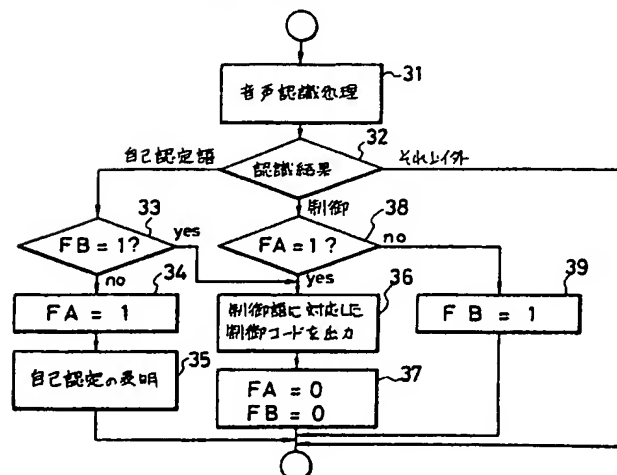 音声認識処理
31
32
自己認定語
認識結果
それ以外
制御
33
FB=1?
yes
no
38
FA=1?
no
yes
34
FA=1
36
制御語に対応した
制御コードを出力
39
FB=1
35
自己認定の表明
37
FA=0
FB=0